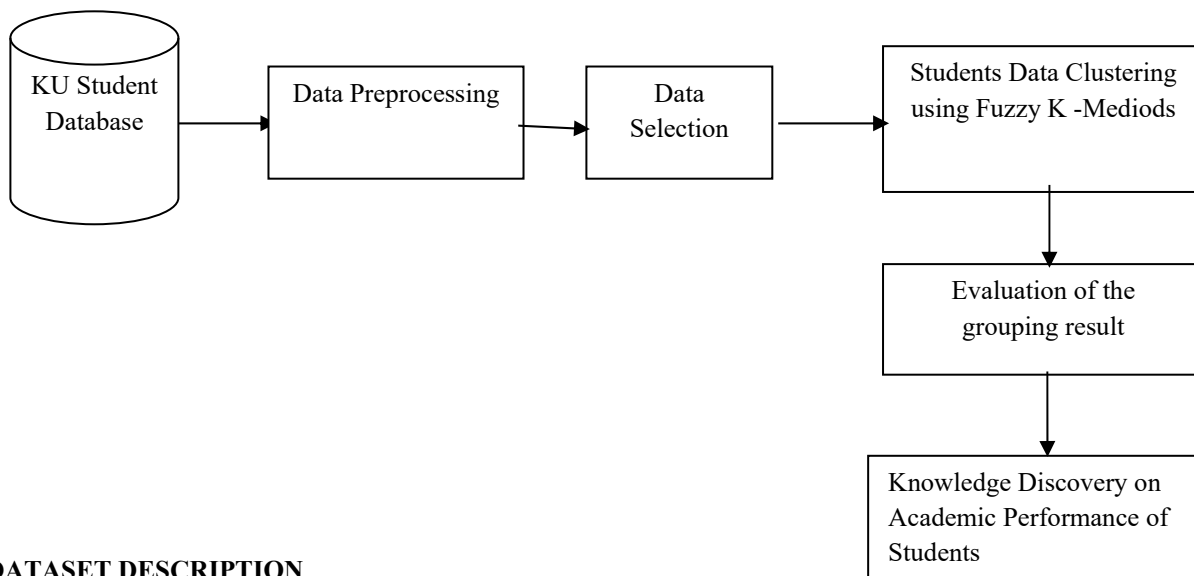 KU Student
Database
Data Preprocessing
Data
Selection
Students Data Clustering
using Fuzzy K -Mediods
Evaluation of the
grouping result
Knowledge Discovery on
Academic Performance of
Students
DATASET DESCRIPTION